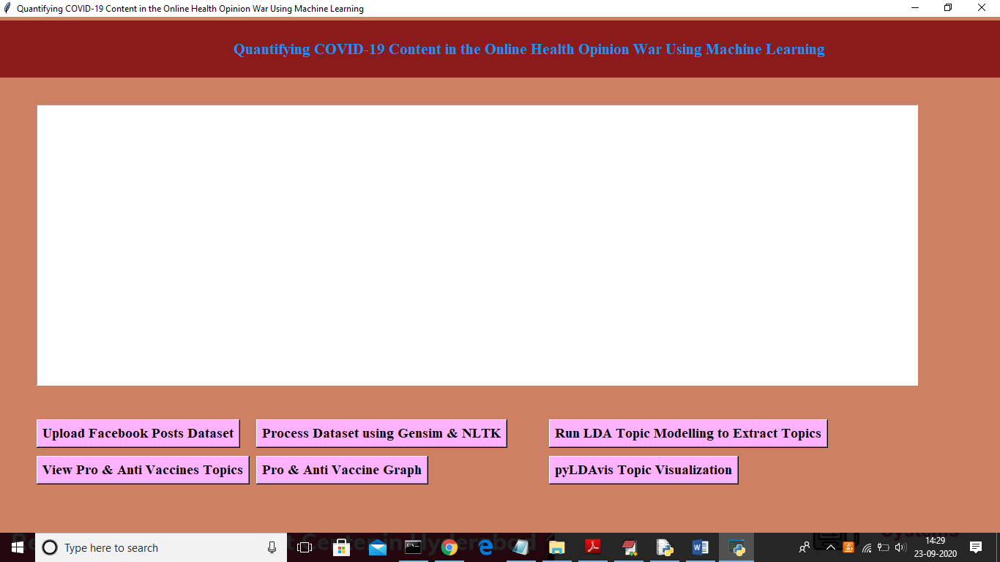 Quantifying COVID-19 Content in the Online Health Opinion War Using Machine Learning
Quantifying COVID-19 Content in the Online Health Opinion War Using Machine Learning
Upload Facebook Posts Dataset
Process Dataset using Gensim & NLTK
Run LDA Topic Modelling to Extract Topics
View Pro & Anti Vaccines Topics
Pro & Anti Vaccine Graph
pyLDAvis Topic Visualization
Type here to search
14:29
23-09-2020